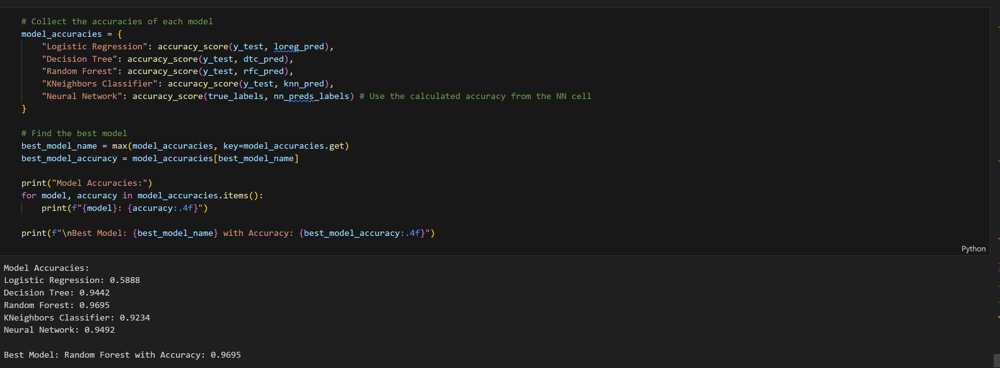 # Collect the accuracies of each model
model_accuracies = {
    "Logistic Regression": accuracy_score(y_test, loreg_pred),
    "Decision Tree": accuracy_score(y_test, dtc_pred),
    "Random Forest": accuracy_score(y_test, rfc_pred),
    "KNeighbors Classifier": accuracy_score(y_test, knn_pred),
    "Neural Network": accuracy_score(true_labels, nn_preds_labels) # Use the calculated accuracy from the NN cell
}
# Find the best model
best_model_name = max(model_accuracies, key=model_accuracies.get)
best_model_accuracy = model_accuracies[best_model_name]
print("Model Accuracies:")
for model, accuracy in model_accuracies.items():
    print(f"{model}: {accuracy:.4f}")
print(f"\nBest Model: {best_model_name} with Accuracy: {best_model_accuracy:.4f}")
Python
Model Accuracies:
Logistic Regression: 0.5888
Decision Tree: 0.9442
Random Forest: 0.9695
KNeighbors Classifier: 0.9234
Neural Network: 0.9492
Best Model: Random Forest with Accuracy: 0.9695